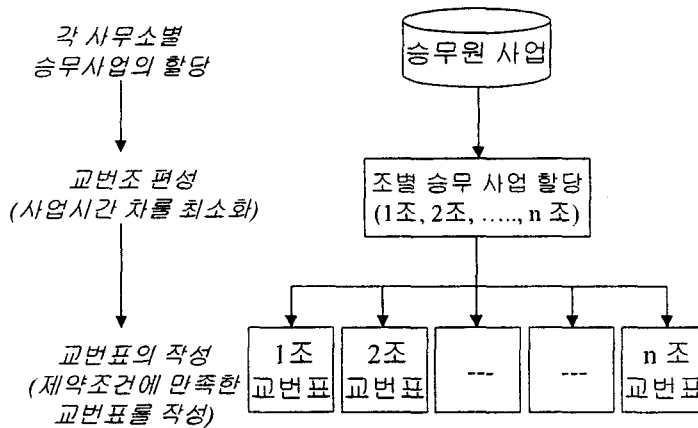 각 사무소별
승무사업의 할당
승무원 사업
교번조 편성
(사업시간 차를 최소화)
조별 승무 사업 할당
(1조, 2조, ....., n 조)
교번표의 작성
(제약조건에 만족한
교번표를 작성)
1조
교번표
2조
교번표
---
---
n 조
교번표